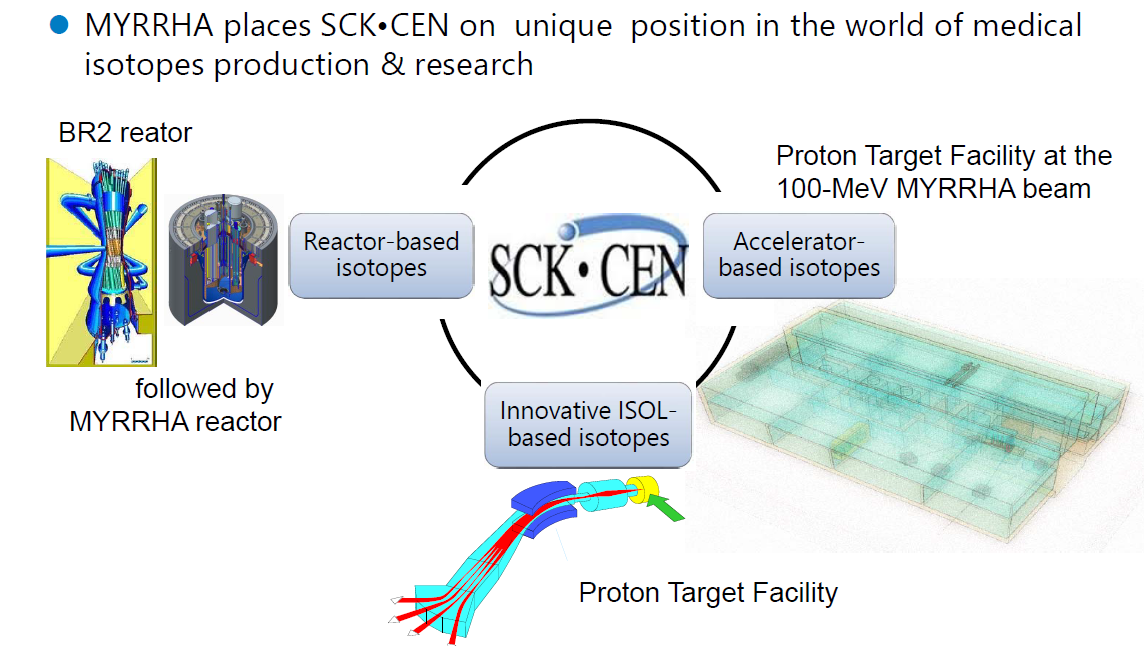 MYRRHA places SCK•CEN on unique position in the world of medical
isotopes production & research
BR2 reator
Proton Target Facility at the
100-MeV MYRRHA beam
Reactor-based
isotopes
SCK•CEN
Accelerator-
based isotopes
followed by
MYRRHA reactor
Innovative ISOL-
based isotopes
Proton Target Facility